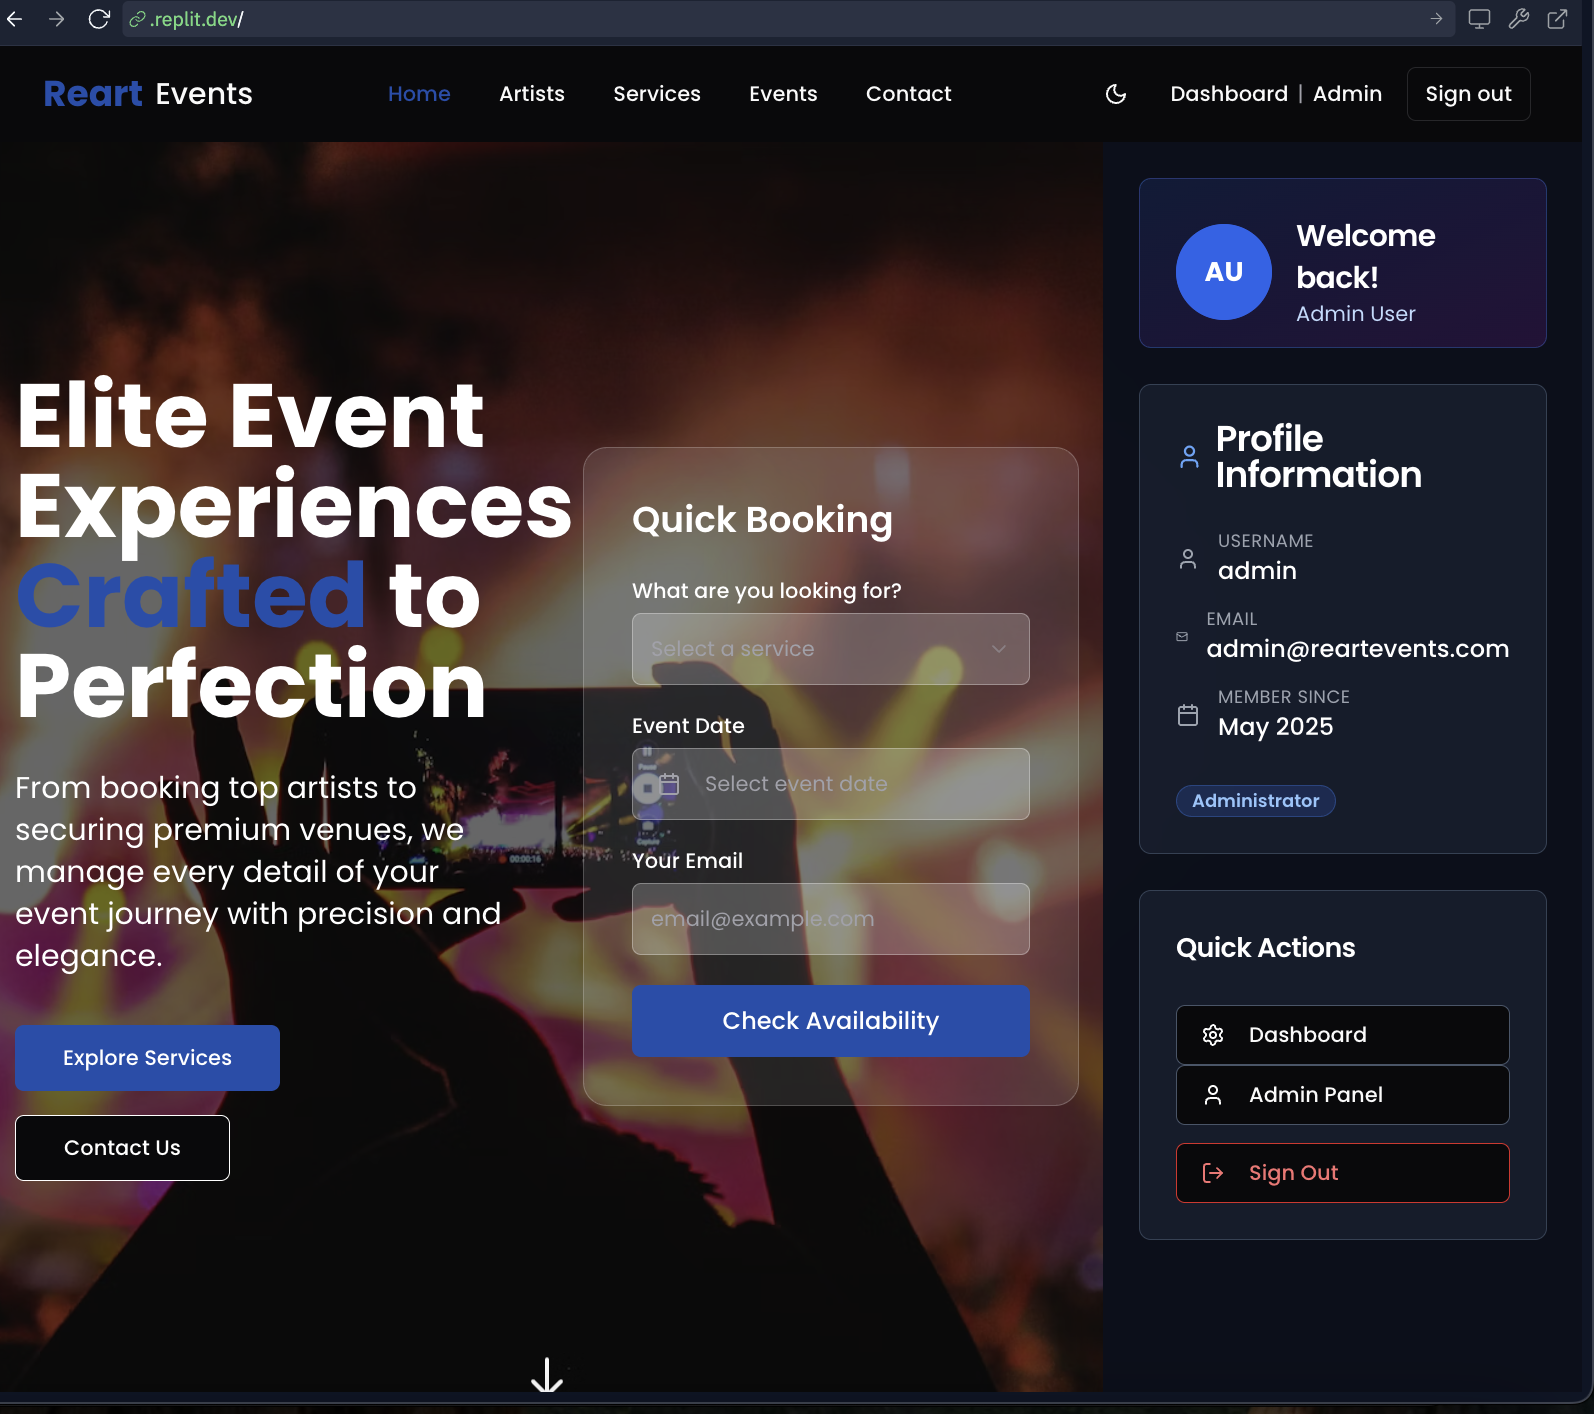 .replit.dev/
Reart Events
Home
Artists
Services
Events
Contact
Dashboard | Admin
Sign out
Elite Event
Experiences
Crafted to
Perfection
From booking top artists to
securing premium venues, we
manage every detail of your
event journey with precision and
elegance.
Explore Services
Contact Us
Quick Booking
What are you looking for?
Select a service
Event Date
Select event date
Your Email
email@example.com
Check Availability
00:00:16
AU
Welcome
back!
Admin User
Profile
Information
USERNAME
admin
EMAIL
admin@reartevents.com
MEMBER SINCE
May 2025
Administrator
Quick Actions
Dashboard
Admin Panel
Sign Out